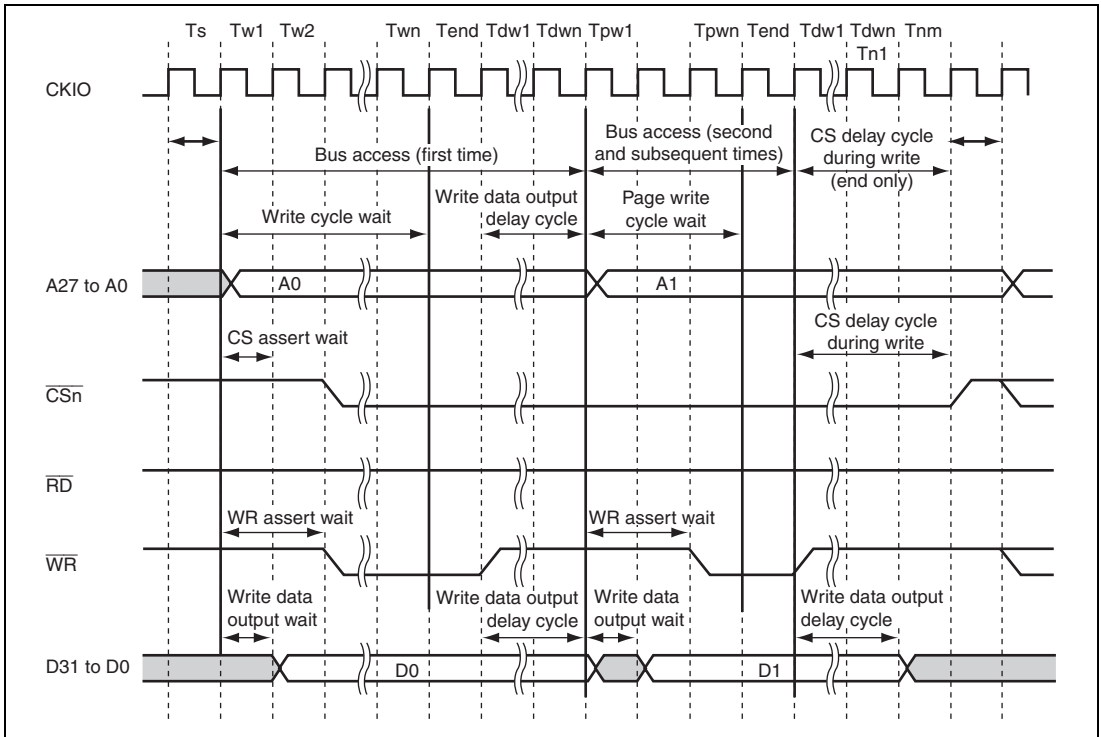 Ts Tw1 Tw2 Twn Tend Tdw1 Tdwn Tpw1 Tpwn Tend Tdw1 Tdwn Tnm
Tn1
CKIO
Bus access (first time)
Bus access (second
and subsequent times)
CS delay cycle
during write
(end only)
Write cycle wait
Write data output
delay cycle
Page write
cycle wait
A27 to A0
A0
A1
CS assert wait
CS delay cycle
during write
CSn
RD
WR assert wait
WR assert wait
WR
Write data
output wait
Write data output
delay cycle
Write data
output wait
Write data output
delay cycle
D31 to D0
D0
D1